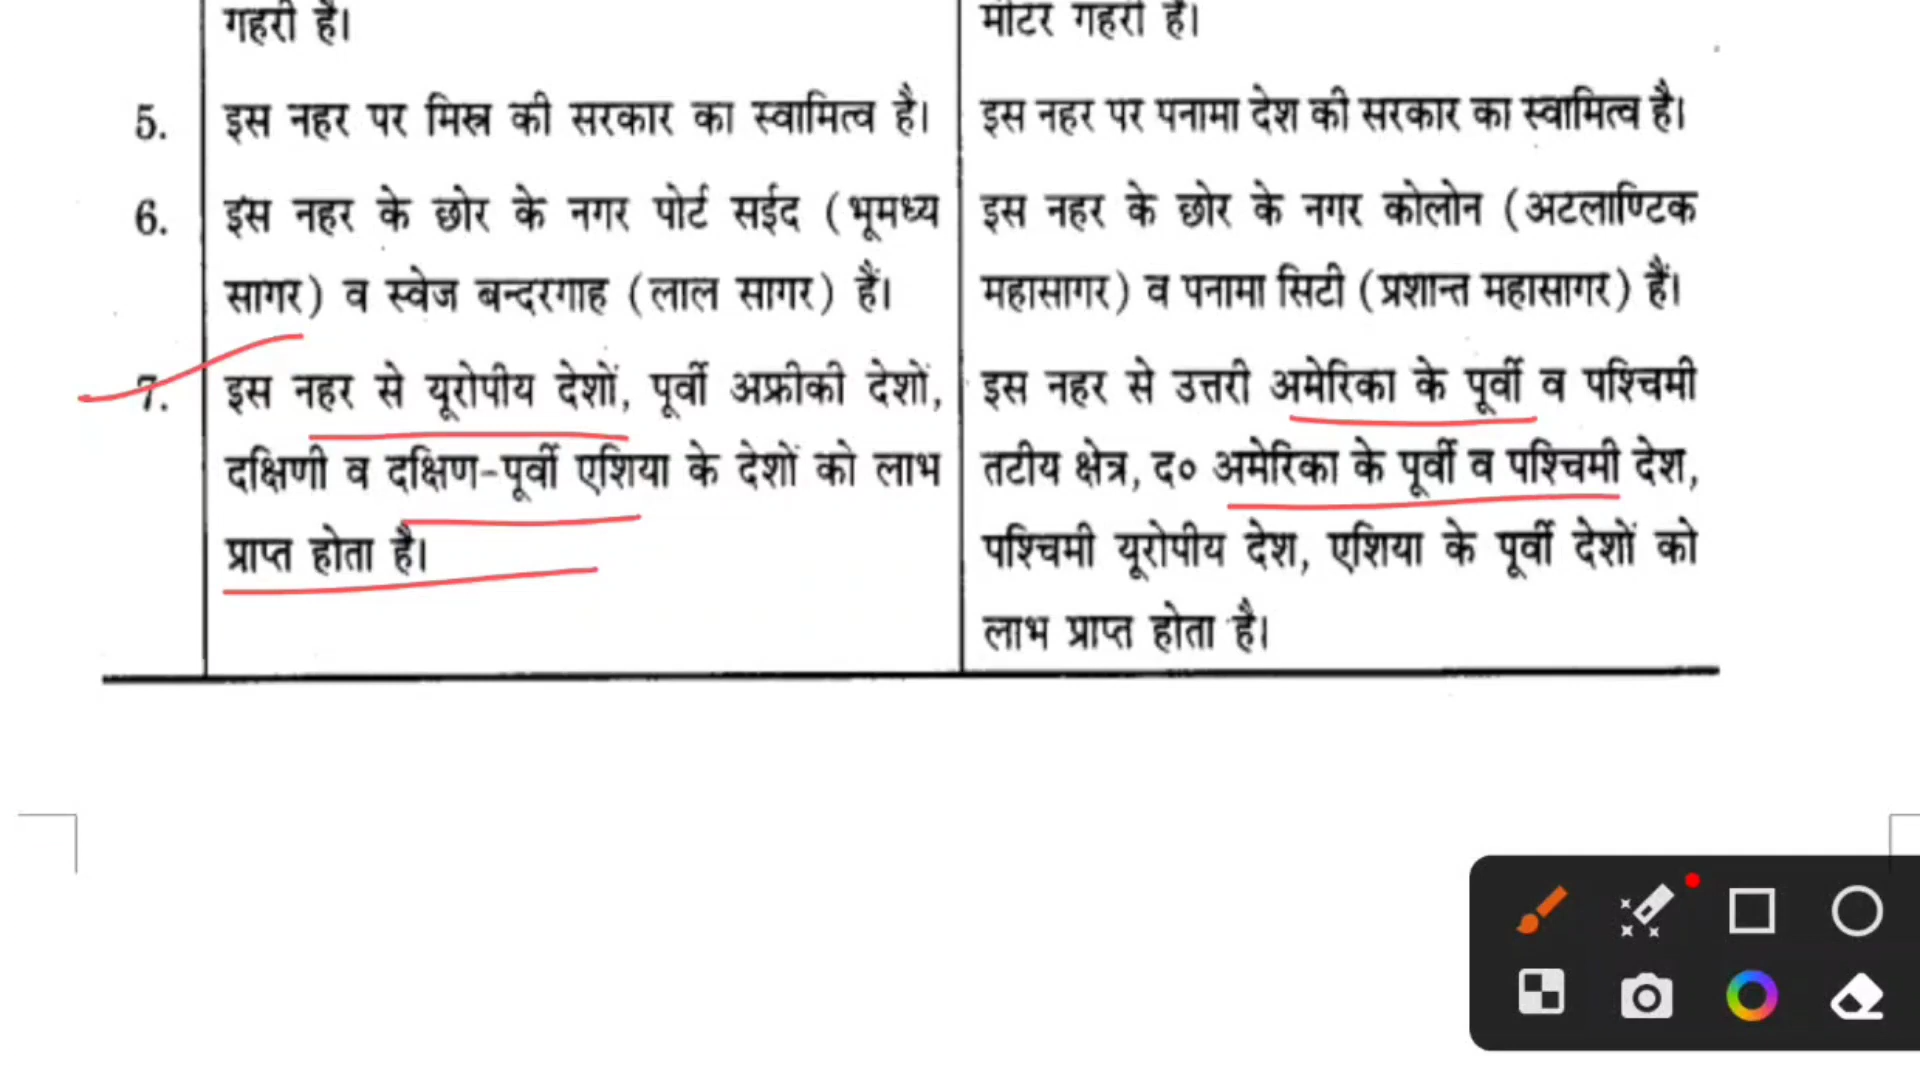 गहरी है।
मीटर गहरी है।
5. इस नहर पर मिस्र की सरकार का स्वामित्व है।
इस नहर पर पनामा देश की सरकार का स्वामित्व है।
6. इस नहर के छोर के नगर पोर्ट सईद (भूमध्य
सागर) व स्वेज बन्दरगाह (लाल सागर) हैं।
इस नहर के छोर के नगर कोलोन (अटलाण्टिक
महासागर) व पनामा सिटी (प्रशान्त महासागर) हैं।
7. इस नहर से यूरोपीय देशों, पूर्वी अफ्रीकी देशों,
दक्षिणी व दक्षिण-पूर्वी एशिया के देशों को लाभ
प्राप्त होता है।
इस नहर से उत्तरी अमेरिका के पूर्वी व पश्चिमी
तटीय क्षेत्र, द० अमेरिका के पूर्वी व पश्चिमी देश,
पश्चिमी यूरोपीय देश, एशिया के पूर्वी देशों को
लाभ प्राप्त होता है।